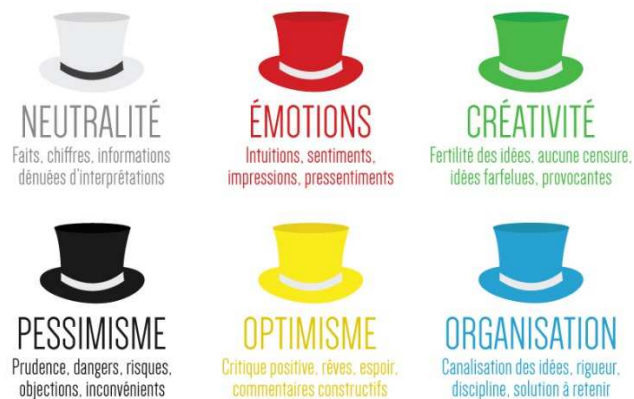 NEUTRALITÉ
Faits, chiffres, informations
dénuées d'interprétations
ÉMOTIONS
Intuitions, sentiments,
impressions, pressentiments
CRÉATIVITÉ
Fertilité des idées, aucune censure,
idées farfelues, provocantes
PESSIMISME
Prudence, dangers, risques,
objections, inconvénients
OPTIMISME
Critique positive, rêves, espoir,
commentaires constructifs
ORGANISATION
Canalisation des idées, rigueur,
discipline, solution à retenir